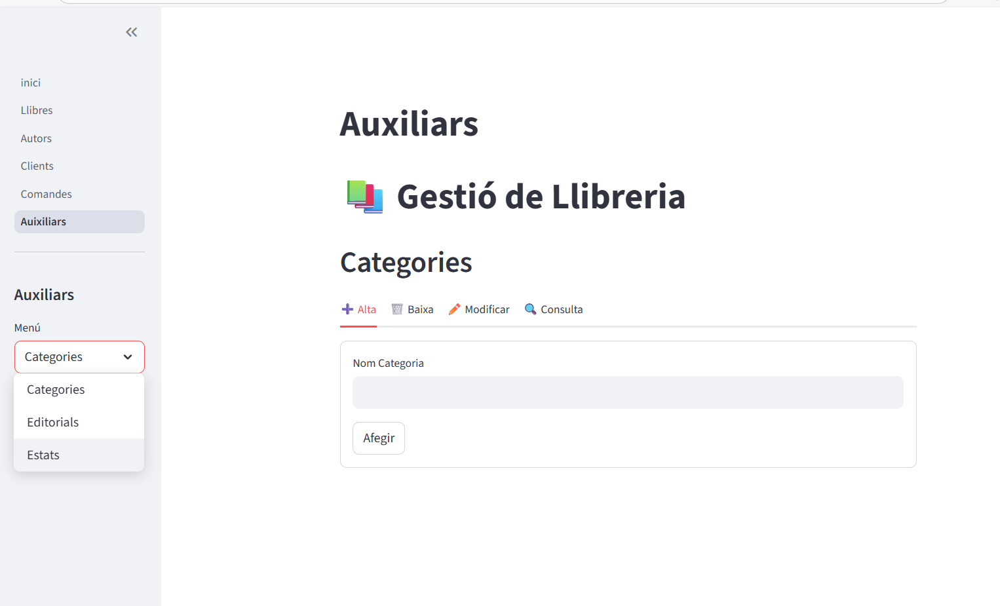 inici
Llibres
Autors
Clients
Comandes
Auixiliars
Auxiliars
Menú
Categories
Categories
Editorials
Estats
Auxiliars
📚 Gestió de Llibreria
Categories
➕ Alta 🗑️ Baixa ✏️ Modificar 🔍 Consulta
Nom Categoria
Afegir